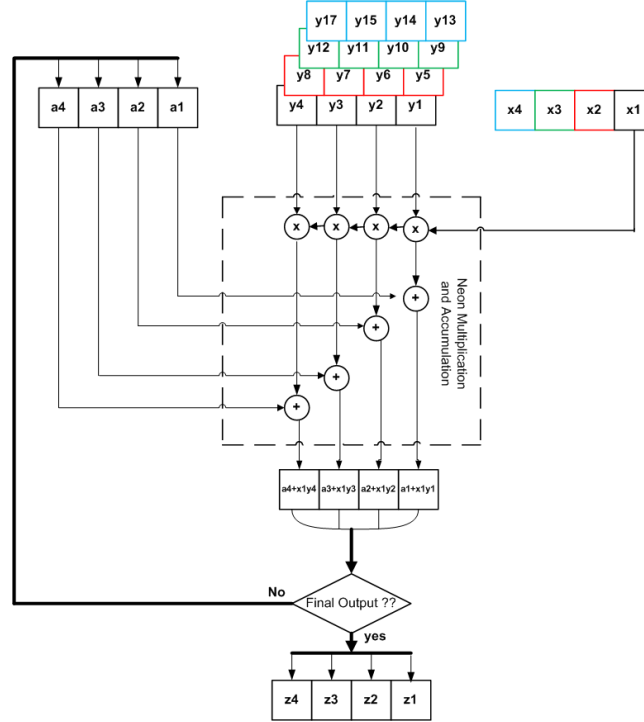 y17 y15 y14 y13
y12 y11 y10 y9
y8 y7 y6 y5
y4 y3 y2 y1
a4 a3 a2 a1
x4 x3 x2 x1
x x x x
+
+
+
+
Neon Multiplication
and Accumulation
a4+x1y4 a3+x1y3 a2+x1y2 a1+x1y1
No
Final Output ??
yes
z4 z3 z2 z1